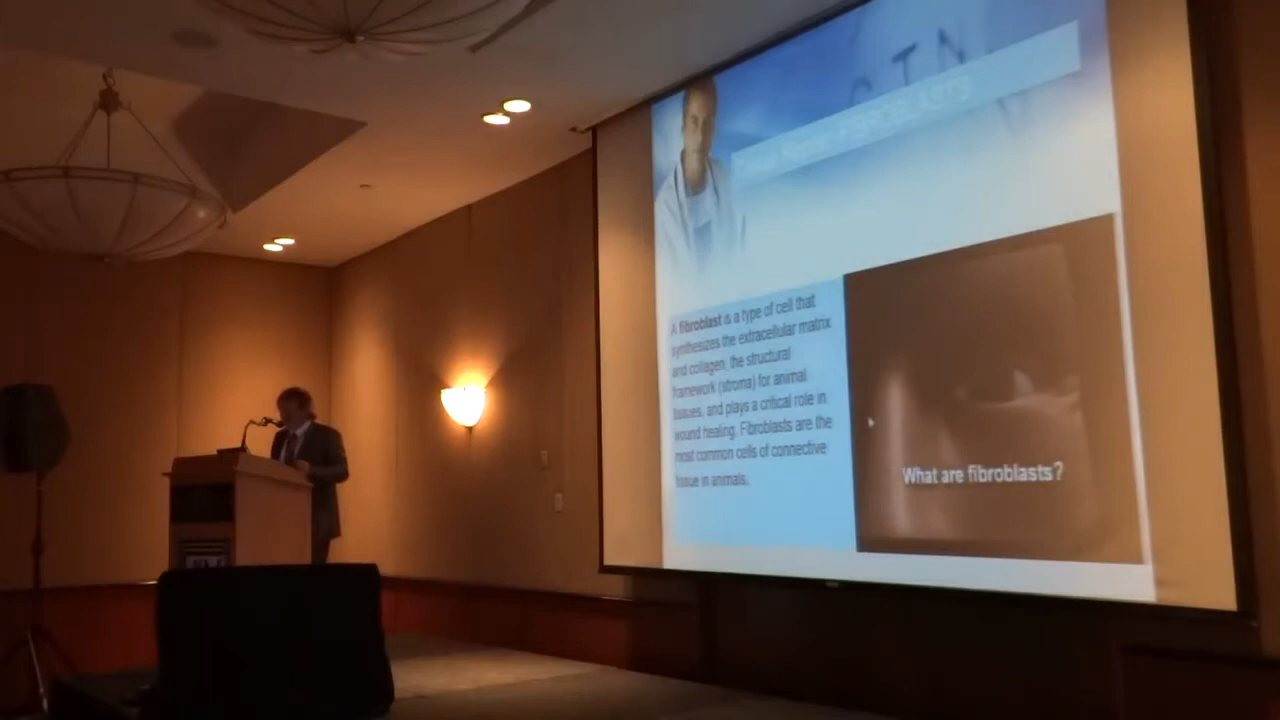 FIBROBLASTS
A fibroblast is a type of cell that
synthesizes the extracellular matrix
and collagen, the structural
framework (stroma) for animal
tissues, and plays a critical role in
wound healing. Fibroblasts are the
most common cells of connective
tissue in animals.
What are fibroblasts?